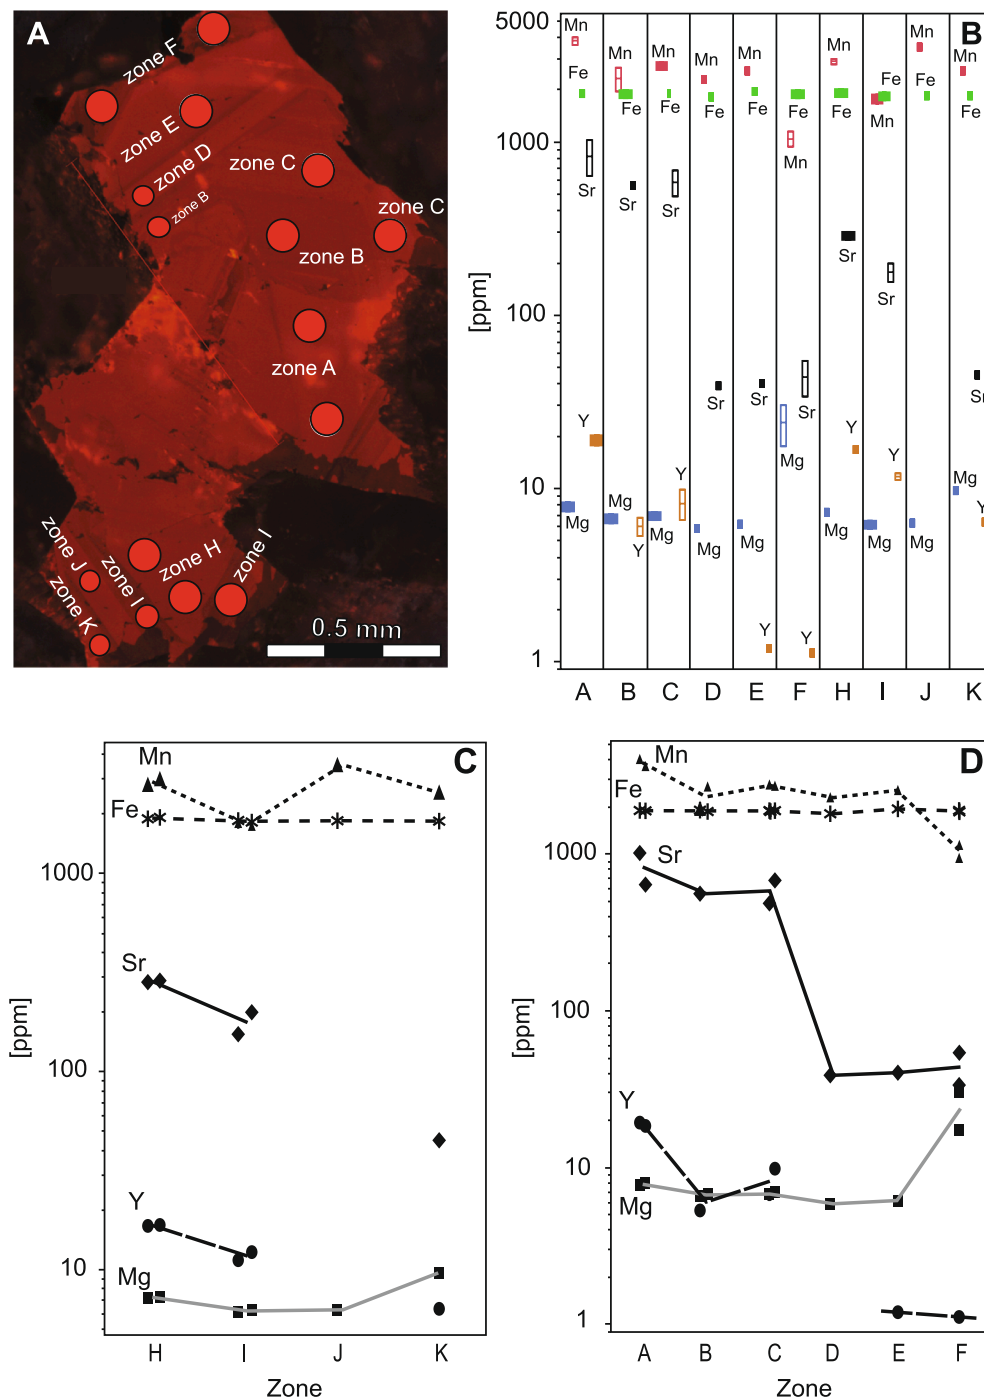 A
zone F
zone E
zone D
zone C
zone B
zone C
zone B
zone A
zone J
zone I
zone H
zone I
zone K
0.5 mm
B
5000
1000
100
10
1
[ppm]
Mn
Fe
Sr
Y
Mg
Mn
Fe
Sr
Mg
Y
Mn
Fe
Sr
Y
Mg
Mn
Fe
Sr
Mg
Mn
Fe
Sr
Mg
Y
Fe
Mn
Sr
Mg
Y
Mn
Fe
Sr
Y
Mg
Fe
Mn
Sr
Y
Mg
Mn
Fe
Mg
Mn
Fe
Sr
Mg
Y
A B C D E F H I J K
C
Mn
Fe
1000
Sr
[ppm]
100
Y
10
Mg
H I J K
Zone
D
Mn
Fe
1000
Sr
[ppm]
100
Y
10
Mg
1
A B C D E F
Zone